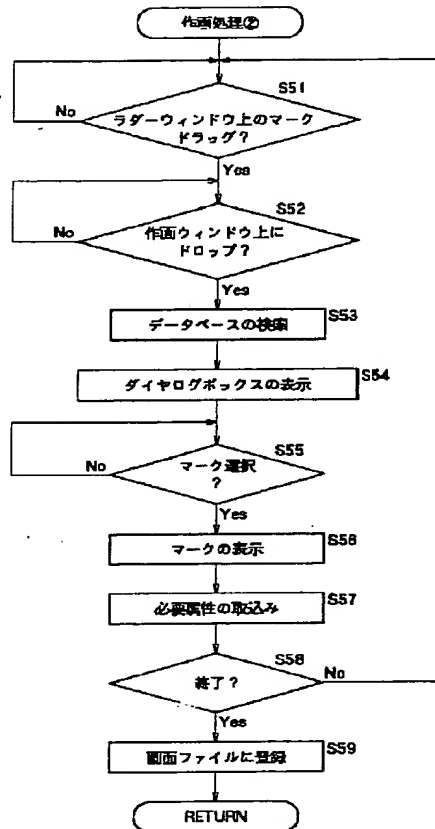 作画処理②
S51
No
ラダーウィンドウ上のマーク
ドラッグ？
Yes
S52
No
作画ウィンドウ上に
ドロップ？
Yes
S53
データベースの検索
S54
ダイヤログボックスの表示
S55
No
マーク選択
？
Yes
S56
マークの表示
S57
必要属性の取込み
S58
No
終了？
Yes
S59
画面ファイルに登録
RETURN